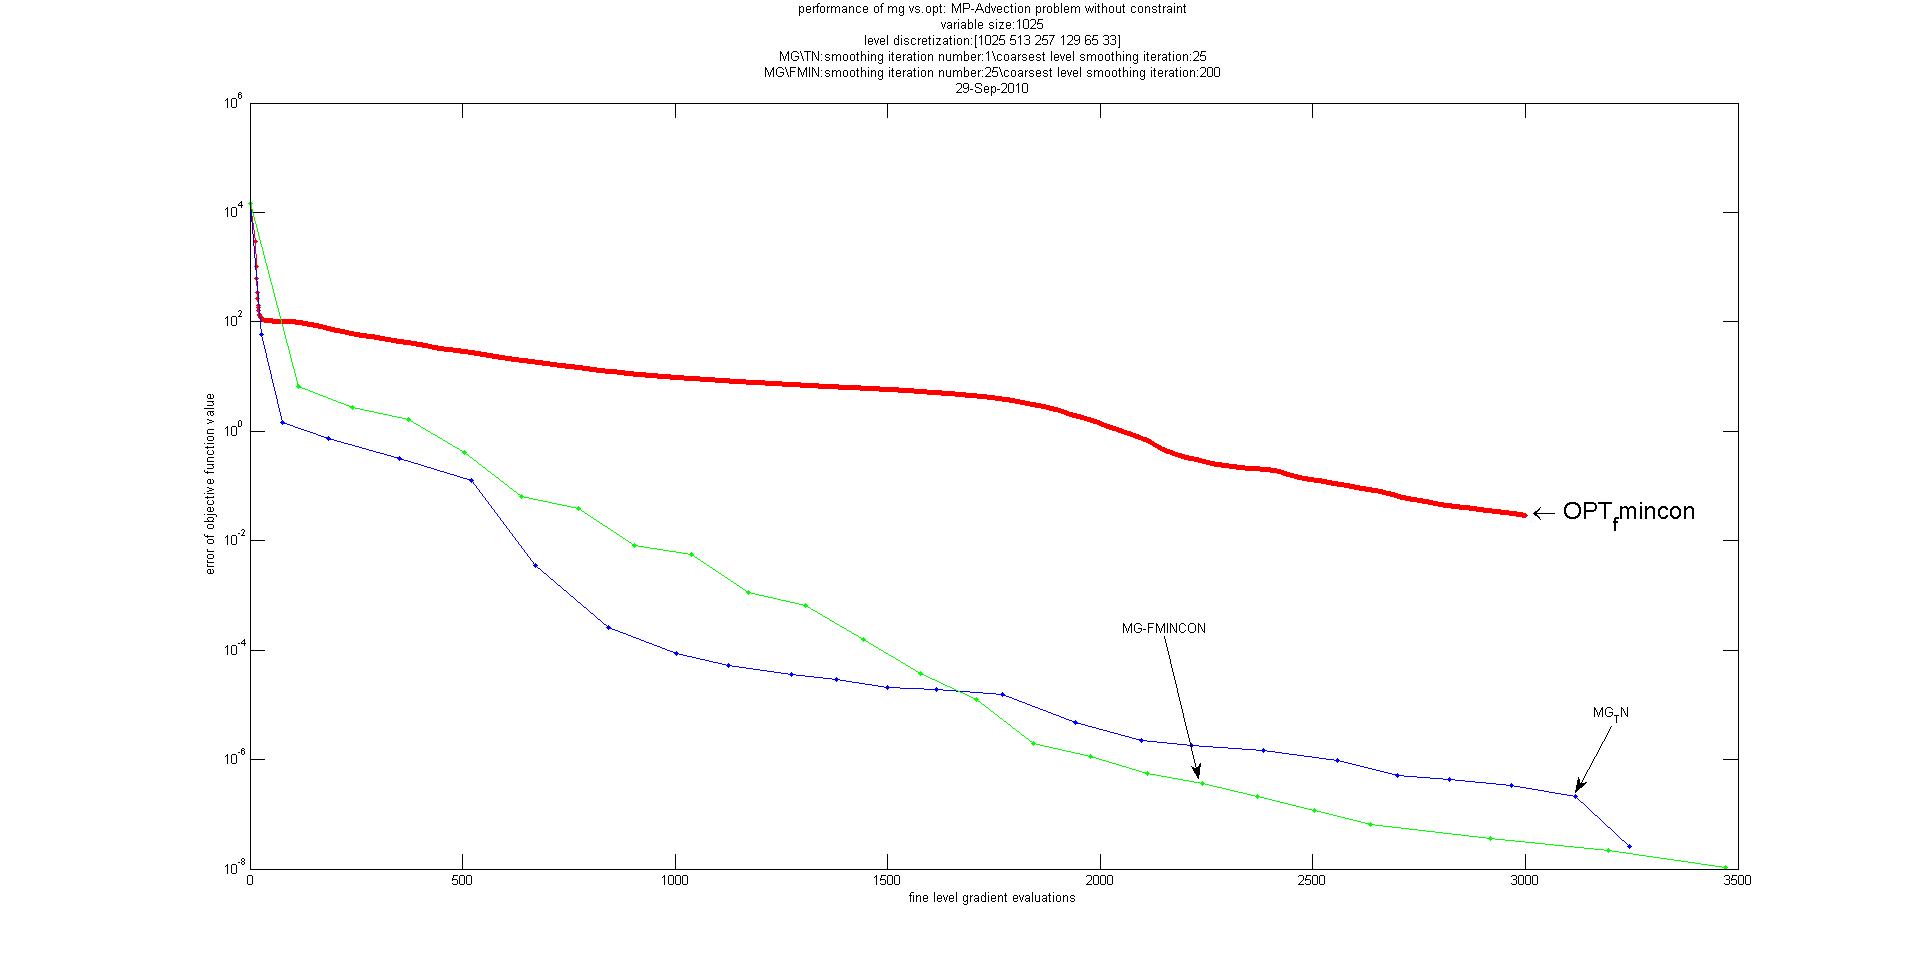 performance of mg vs.opt: MP-Advection problem without constraint
variable size:1025
level discretization:[1025 513 257 129 65 33]
MG\TN:smoothing iteration number:1\coarsest level smoothing iteration:25
MG\FMIN:smoothing iteration number:25\coarsest level smoothing iteration:200
29-Sep-2010
10^6
10^4
10^2
10^0
10^-2
10^-4
10^-6
10^-8
error of objective function value
← OPT_fmincon
MG-FMINCON
MG_TN
0 500 1000 1500 2000 2500 3000 3500
fine level gradient evaluations